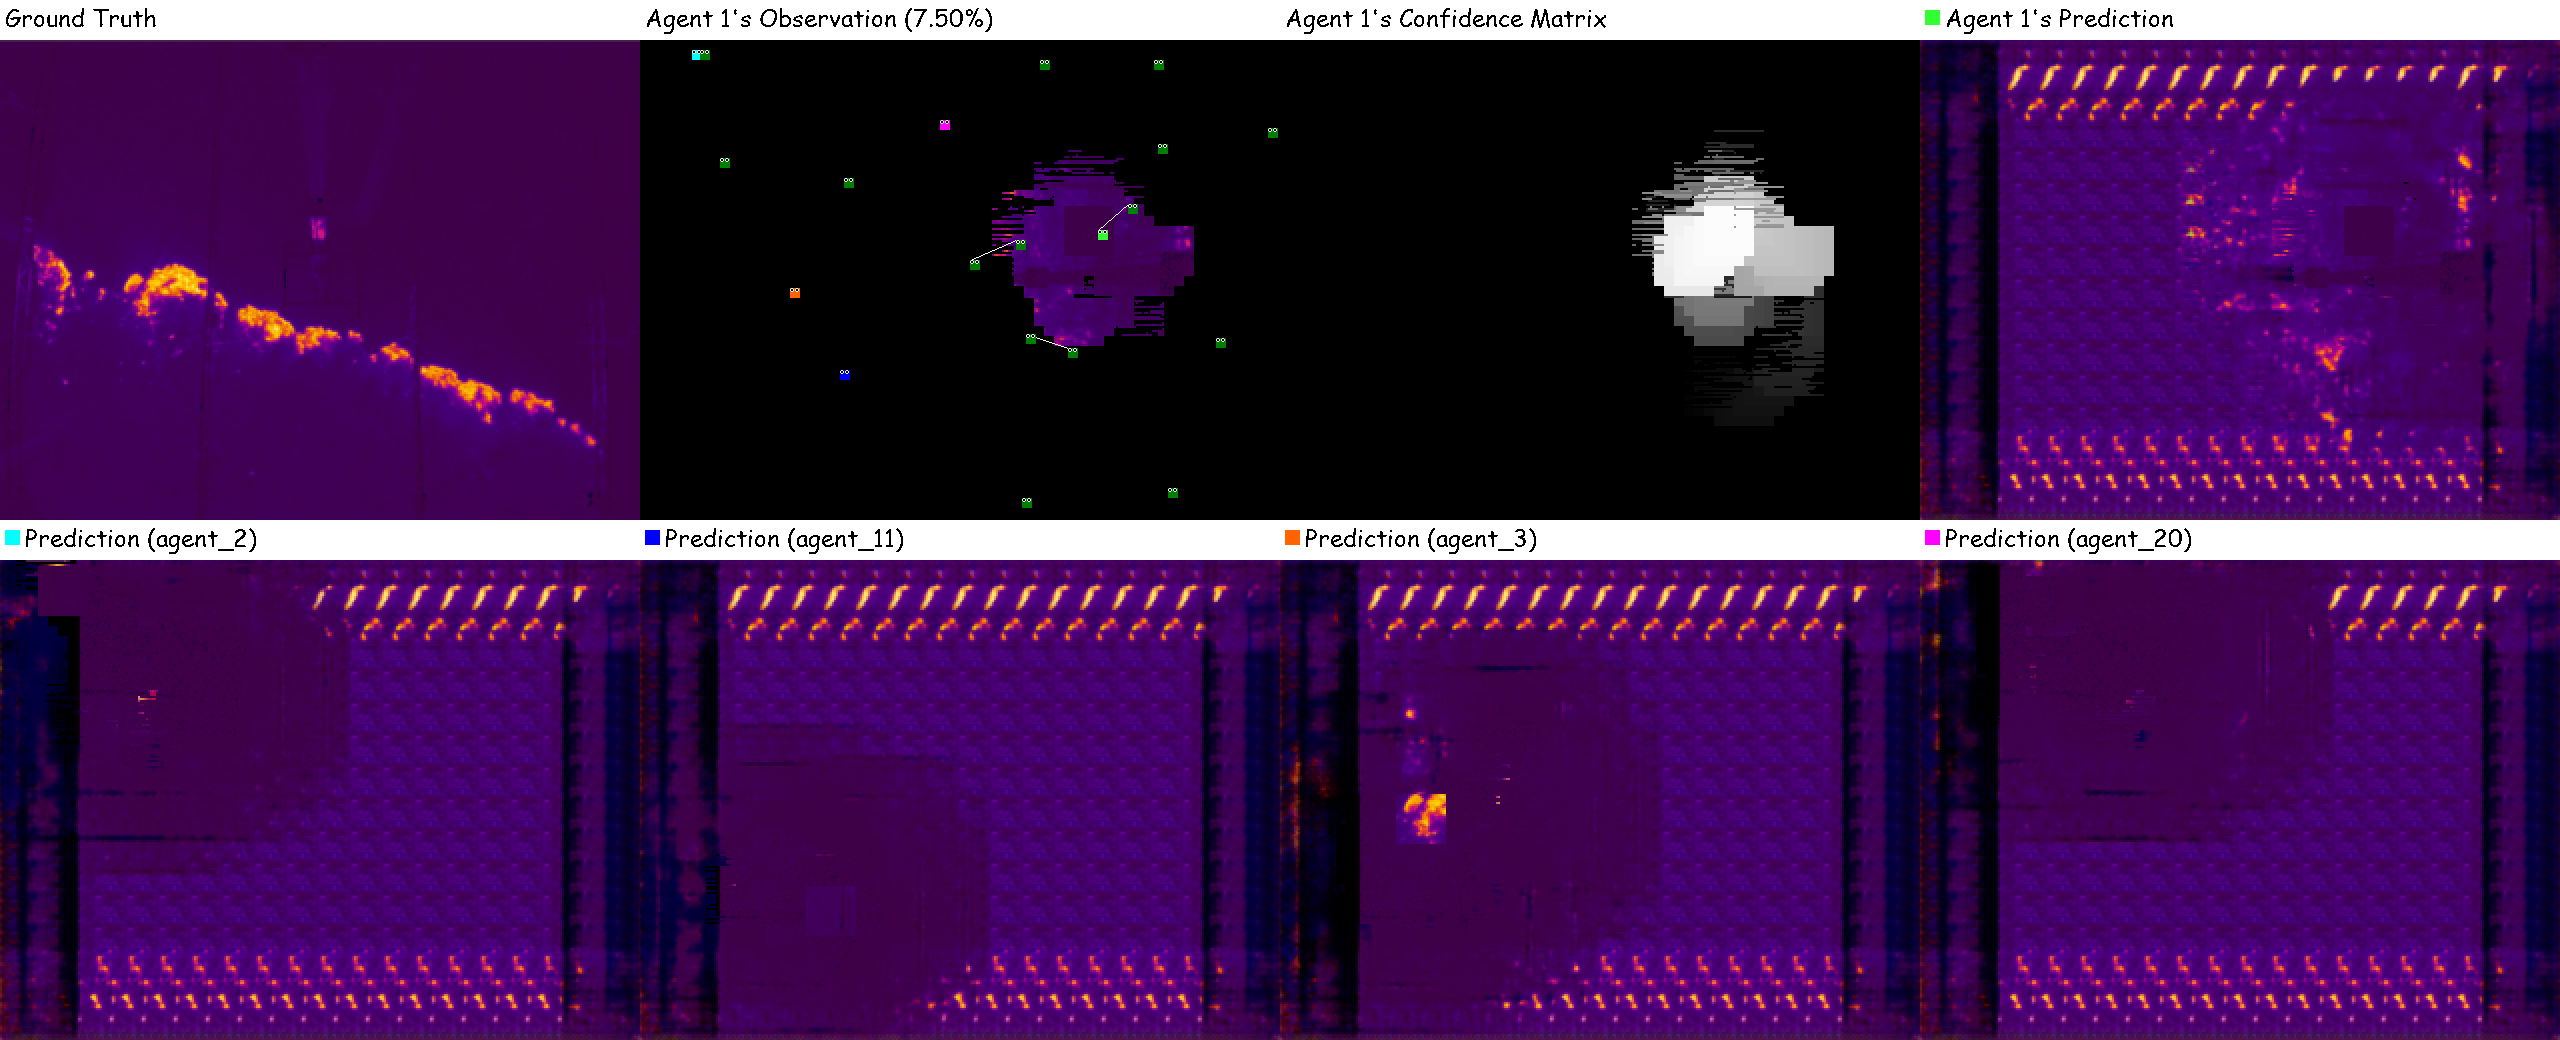 Ground Truth
Agent 1's Observation (7.50%)
Agent 1's Confidence Matrix
Agent 1's Prediction
Prediction (agent_2)
Prediction (agent_11)
Prediction (agent_3)
Prediction (agent_20)